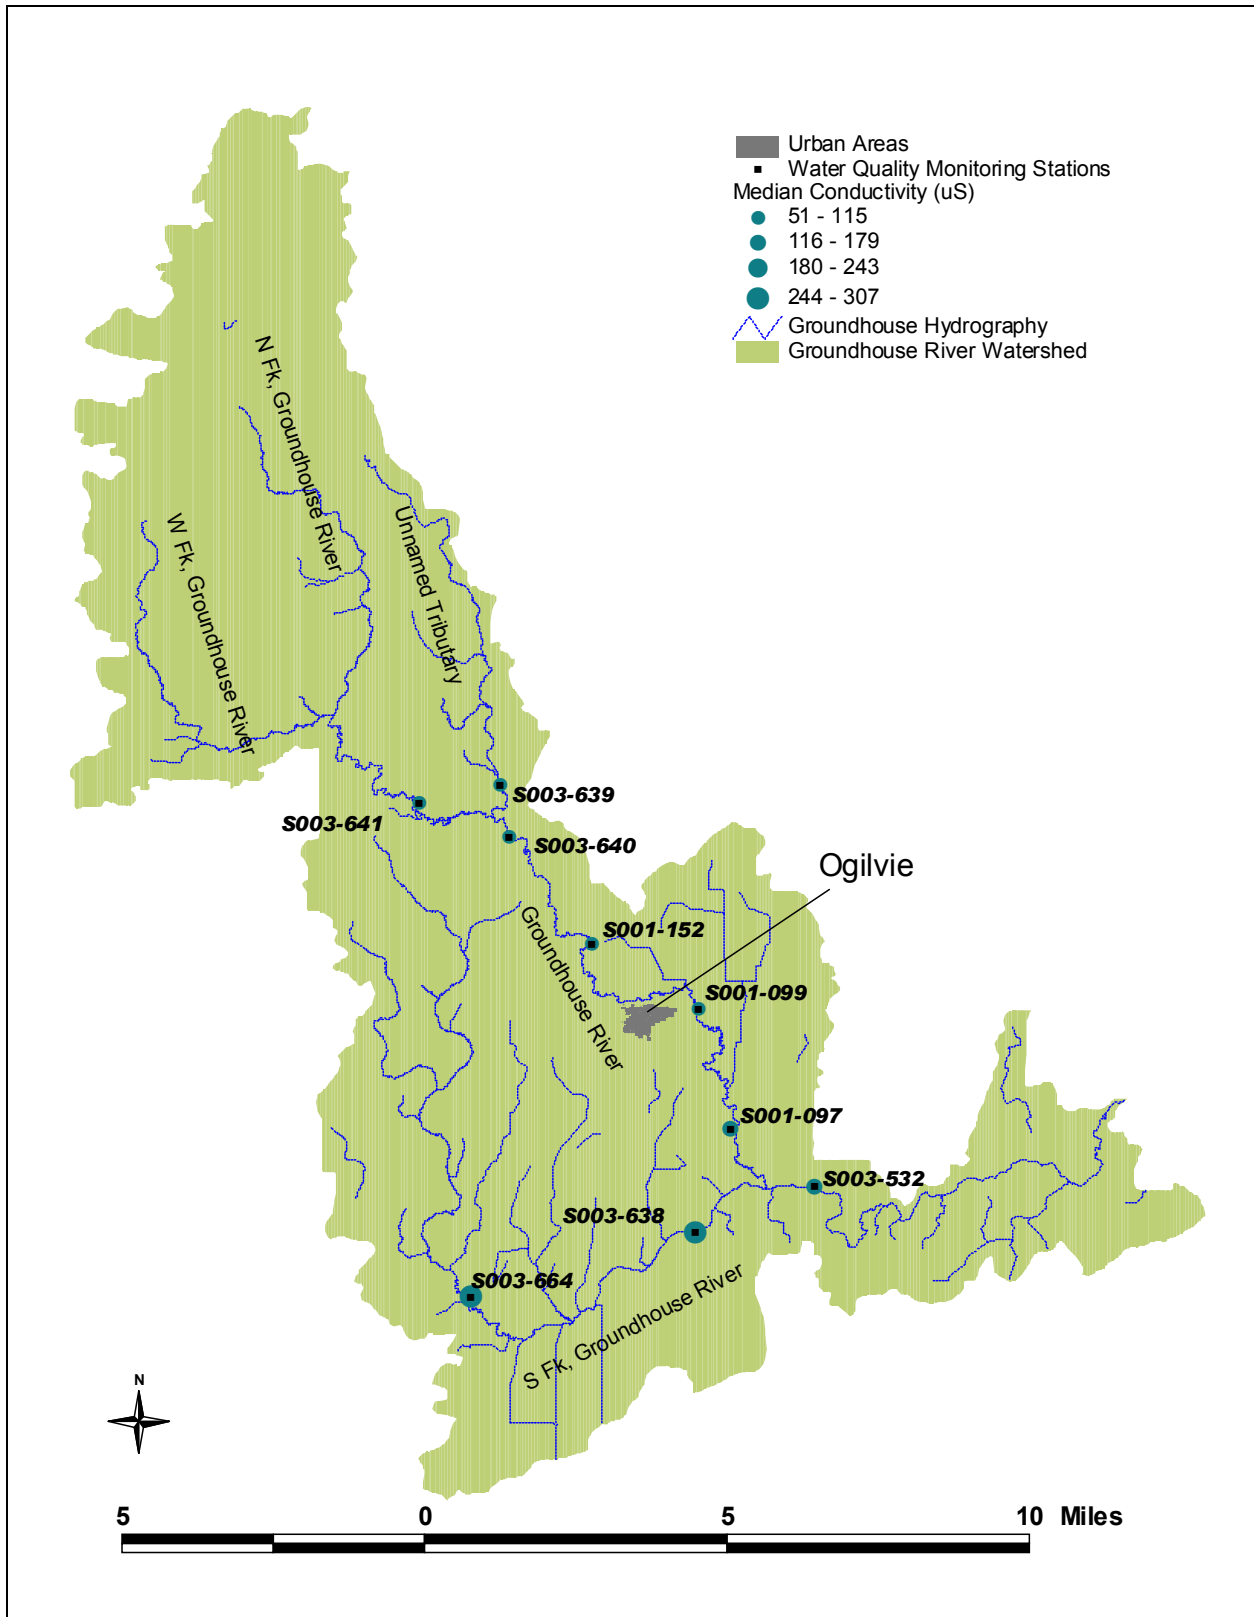 Urban Areas
Water Quality Monitoring Stations
Median Conductivity (uS)
51 - 115
116 - 179
180 - 243
244 - 307
Groundhouse Hydrography
Groundhouse River Watershed
N Fk, Groundhouse River
W Fk, Groundhouse River
Unnamed Tributary
S003-639
S003-641
S003-640
Ogilvie
Groundhouse River
S001-152
S001-099
S001-097
S003-532
S003-638
S003-664
S Fk, Groundhouse River
N
5 0 5 10 Miles